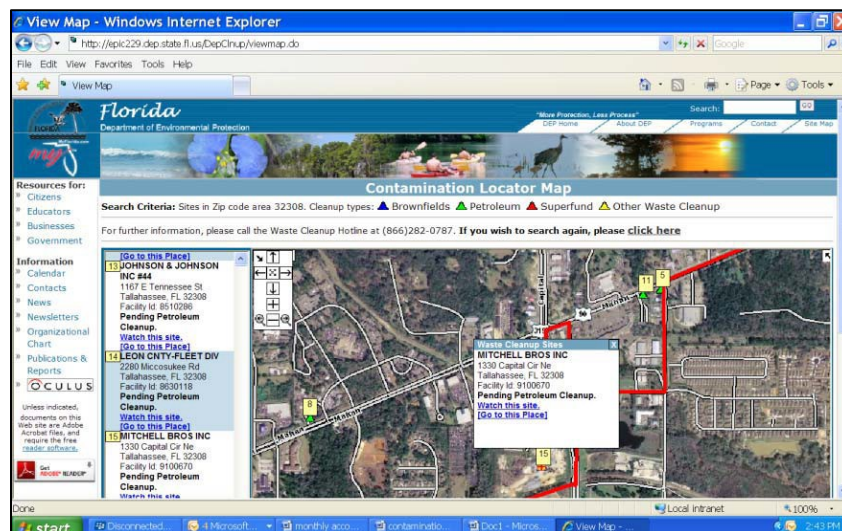 View Map - Windows Internet Explorer
http://epic229.dep.state.fl.us/DepClnup/viewmap.do
Google
File Edit View Favorites Tools Help
View Map
Page Tools
Florida
Department of Environmental Protection
"More Protection, Less Process"
Search: GO
DEP Home About DEP Programs Contact Site Map
FLORIDA
MyFlorida.com
Contamination Locator Map
Resources for:
Citizens
Educators
Businesses
Government
Information
Calendar
Contacts
News
Newsletters
Organizational
Chart
Publications &
Reports
OCULUS
Unless indicated,
documents on this
Web site are Adobe
Acrobat files, and
require the free
reader software.
Get
ADOBE® READER®
Search Criteria: Sites in Zip code area 32308. Cleanup types: Brownfields Petroleum Superfund Other Waste Cleanup
For further information, please call the Waste Cleanup Hotline at (866)282-0787. If you wish to search again, please click here
[Go to this Place]
13 JOHNSON & JOHNSON
INC #44
1167 E Tennessee St
Tallahassee, FL 32308
Facility Id: 8510286
Pending Petroleum
Cleanup.
Watch this site.
[Go to this Place]
14 LEON CNTY-FLEET DIV
2280 Miccosukee Rd
Tallahassee, FL 32308
Facility Id: 8630118
Pending Petroleum
Cleanup.
Watch this site.
[Go to this Place]
15 MITCHELL BROS INC
1330 Capital Cir Ne
Tallahassee, FL 32308
Facility Id: 9100670
Pending Petroleum
Cleanup.
Watch this site.
11 5
Capital
Mahan
90
319
Waste Cleanup Sites X
MITCHELL BROS INC
1330 Capital Cir Ne
Tallahassee, FL 32308
Facility Id: 9100670
Pending Petroleum Cleanup.
Watch this site.
[Go to this Place]
8
Mahan Mahan
15
Done
Local intranet
100%
start
Disconnected...
4 Microsoft...
monthly acco...
contaminatio...
Doc1 - Micros...
View Map - ...
2:43 PM